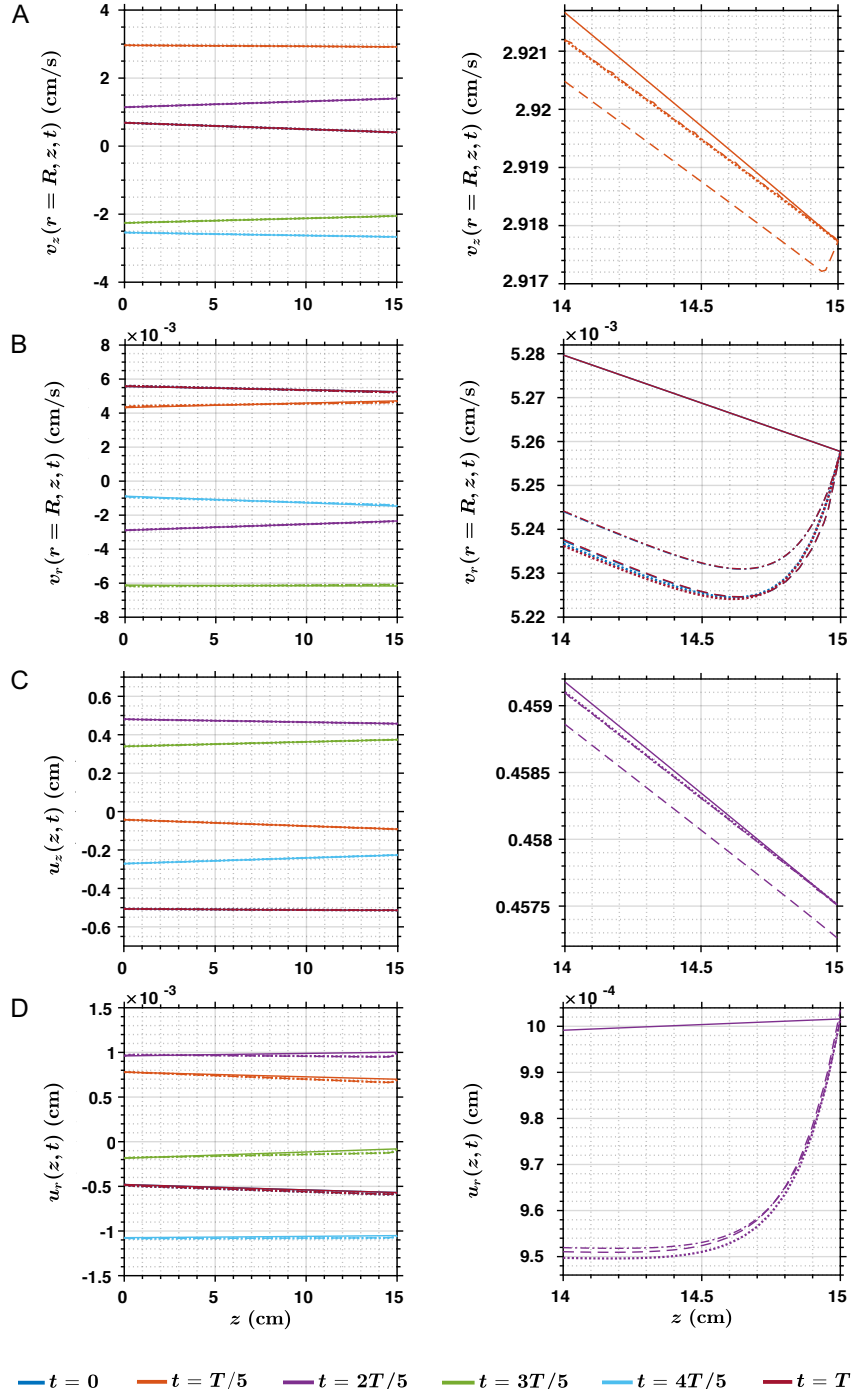 A
v_z(r = R, z, t) (cm/s)
4
2
0
-2
-4
0 5 10 15
v_z(r = R, z, t) (cm/s)
2.921
2.92
2.919
2.918
2.917
14 14.5 15
B
×10 -3
v_r(r = R, z, t) (cm/s)
8
6
4
2
0
-2
-4
-6
-8
0 5 10 15
×10 -3
v_r(r = R, z, t) (cm/s)
5.28
5.27
5.26
5.25
5.24
5.23
5.22
14 14.5 15
C
u_z(z, t) (cm)
0.6
0.4
0.2
0
-0.2
-0.4
-0.6
0 5 10 15
u_z(z, t) (cm)
0.459
0.4585
0.458
0.4575
14 14.5 15
D
×10 -3
u_r(z, t) (cm)
1.5
1
0.5
0
-0.5
-1
-1.5
0 5 10 15
z (cm)
×10 -4
u_r(z, t) (cm)
10
9.9
9.8
9.7
9.6
9.5
14 14.5 15
z (cm)
t = 0 t = T/5 t = 2T/5 t = 3T/5 t = 4T/5 t = T